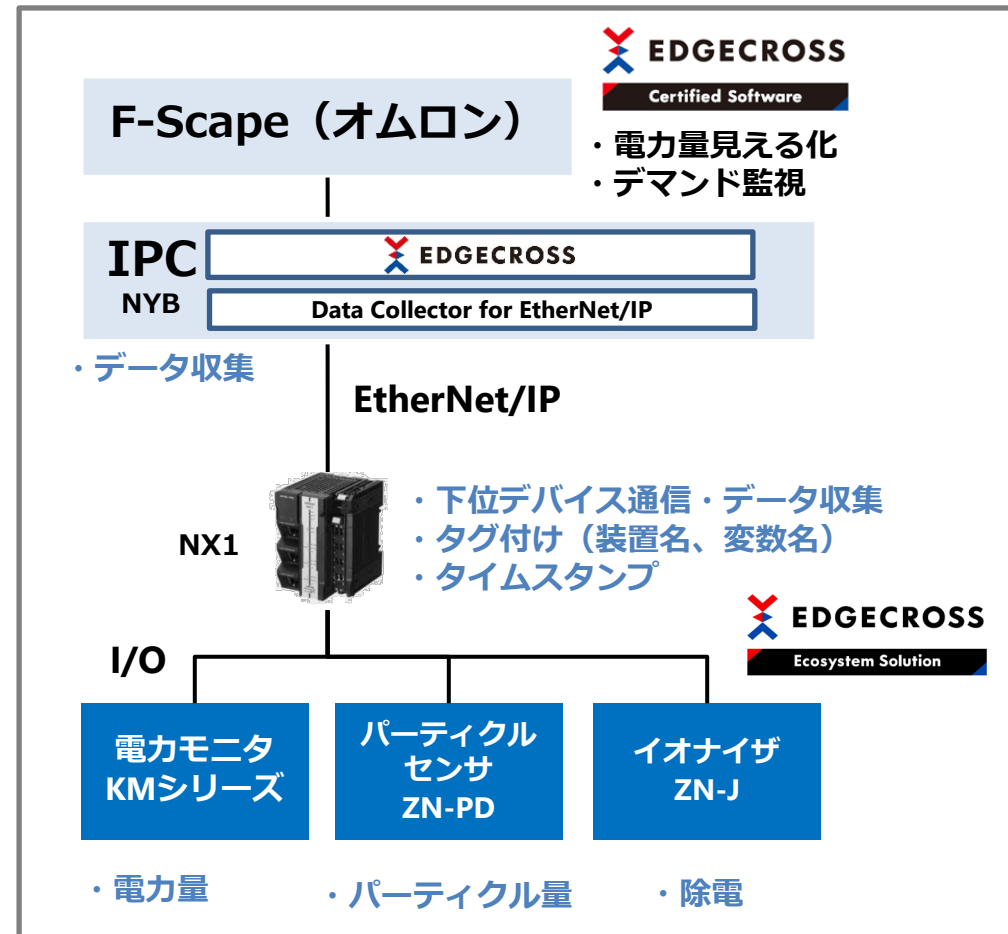 EDGECROSS
Certified Software
F-Scape（オムロン）
・電力量見える化
・デマンド監視
IPC
NYB
EDGECROSS
Data Collector for EtherNet/IP
・データ収集
EtherNet/IP
NX1
・下位デバイス通信・データ収集
・タグ付け（装置名、変数名）
・タイムスタンプ
EDGECROSS
Ecosystem Solution
I/O
電力モニタ
KMシリーズ
パーティクル
センサ
ZN-PD
イオナイザ
ZN-J
・電力量
・パーティクル量
・除電